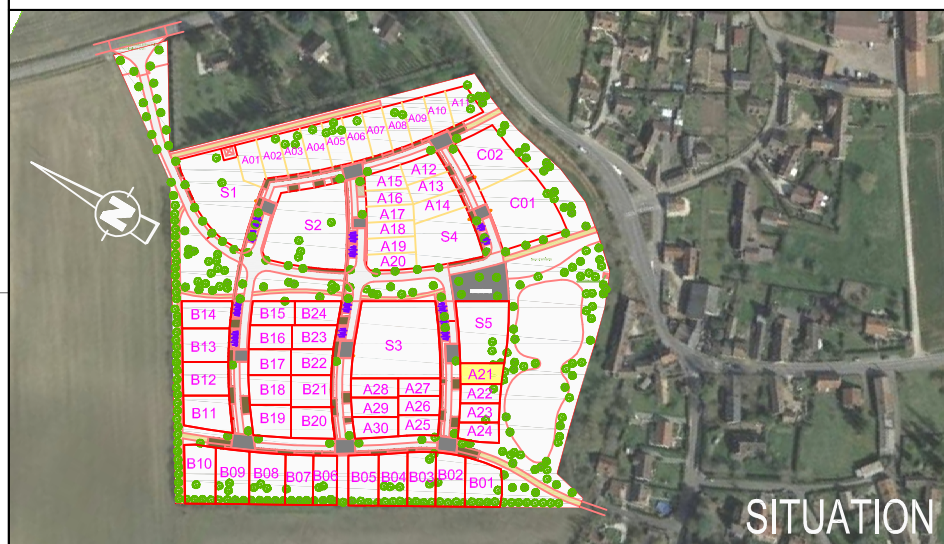 A11
A10
A09
A08
A07
A06
A05
A04
A03
A02
A01
C02
A12
A15
A13
S1
A16
A14
C01
A17
S2
A18
S4
A19
A20
B14
B15
B24
S5
B13
B16
B23
S3
B17
B22
A21
B12
B18
B21
A28
A27
A22
B11
A29
A26
A23
B19
B20
A30
A25
A24
B10
B09
B08
B07
B06
B05
B04
B03
B02
B01
N
SITUATION